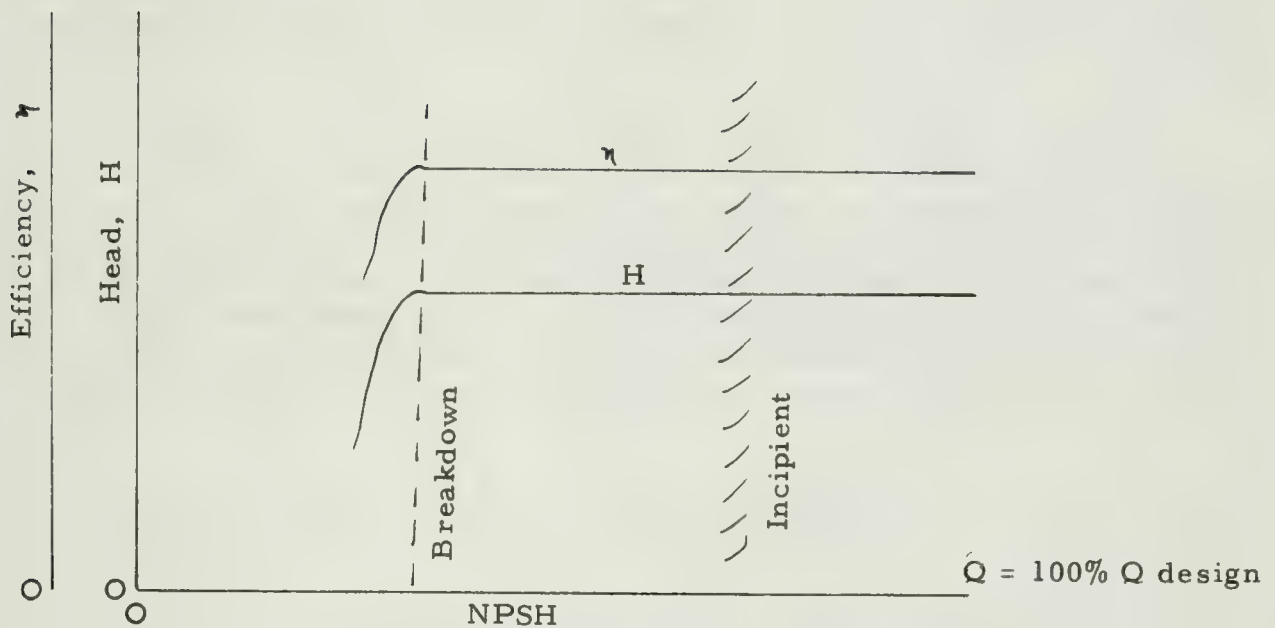 Efficiency, η
Head, H
η
H
Breakdown
Incipient
O
O
O
NPSH
Q = 100% Q design